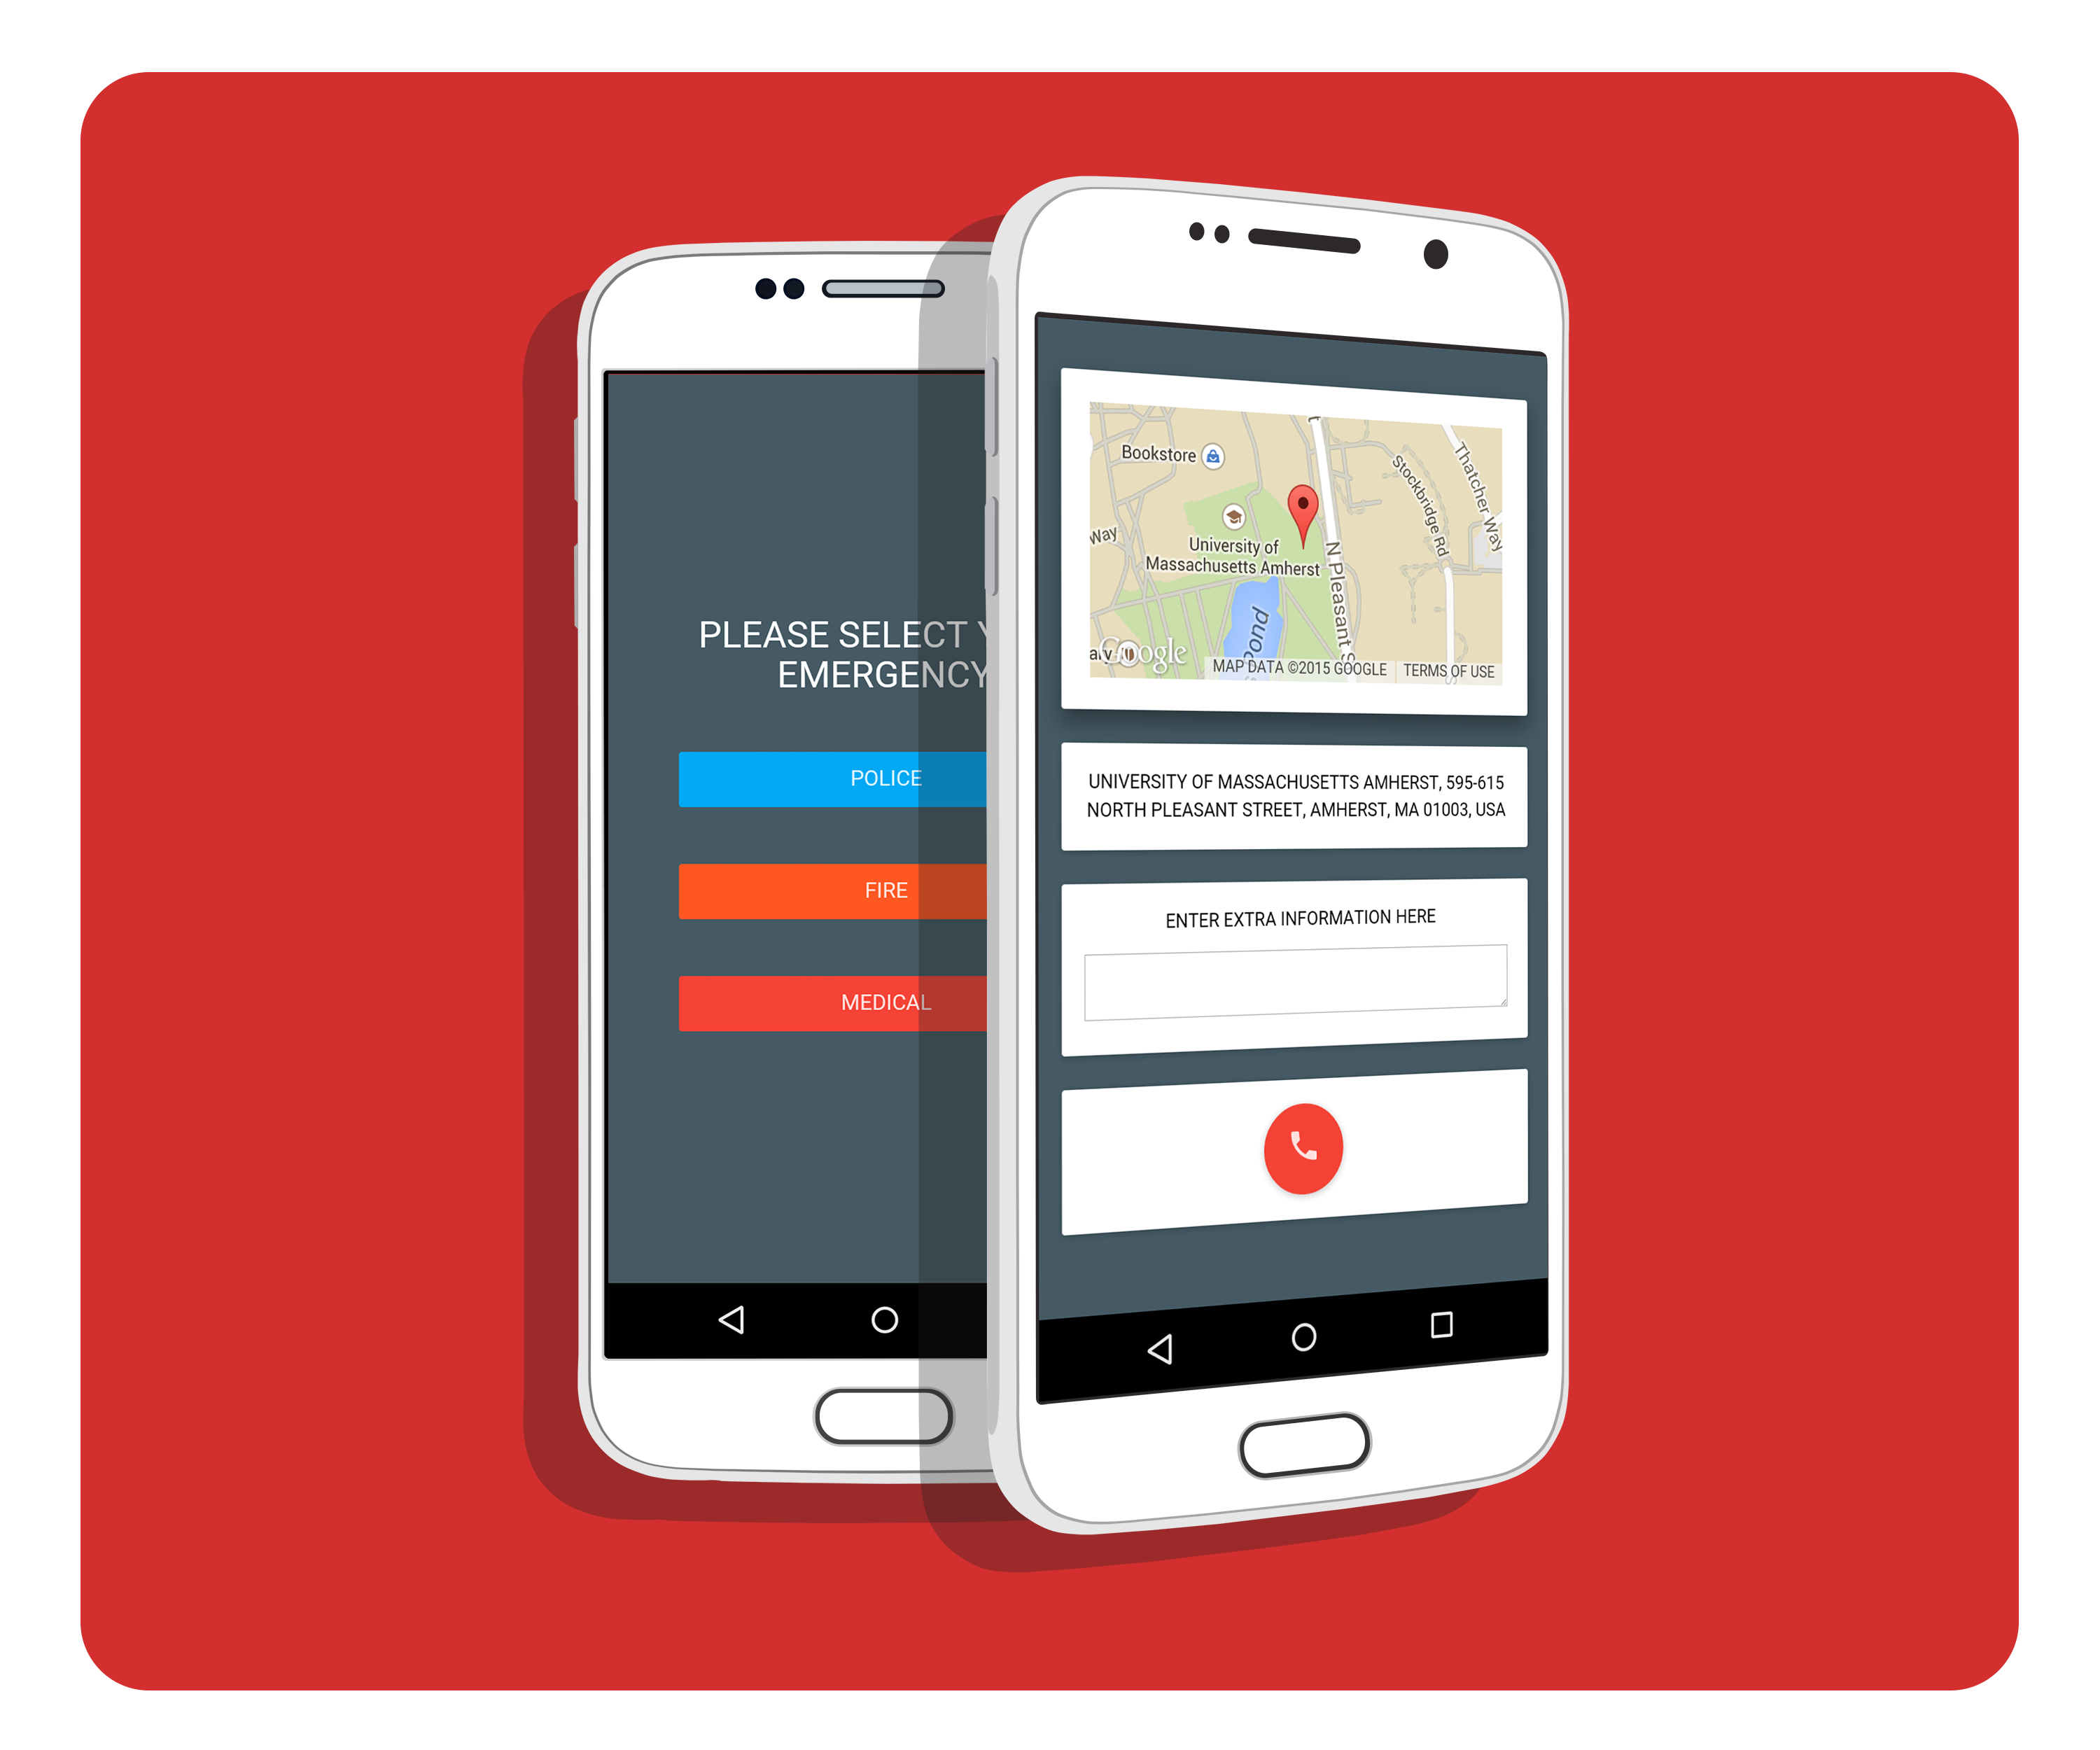 PLEASE SELECT
EMERGENCY
POLICE
FIRE
MEDICAL
Bookstore
Thatcher Way
Stockbridge Rd
Way
University of
Massachusetts Amherst
N Pleasant S
Pond
Google
MAP DATA ©2015 GOOGLE TERMS OF USE
UNIVERSITY OF MASSACHUSETTS AMHERST, 595-615
NORTH PLEASANT STREET, AMHERST, MA 01003, USA
ENTER EXTRA INFORMATION HERE